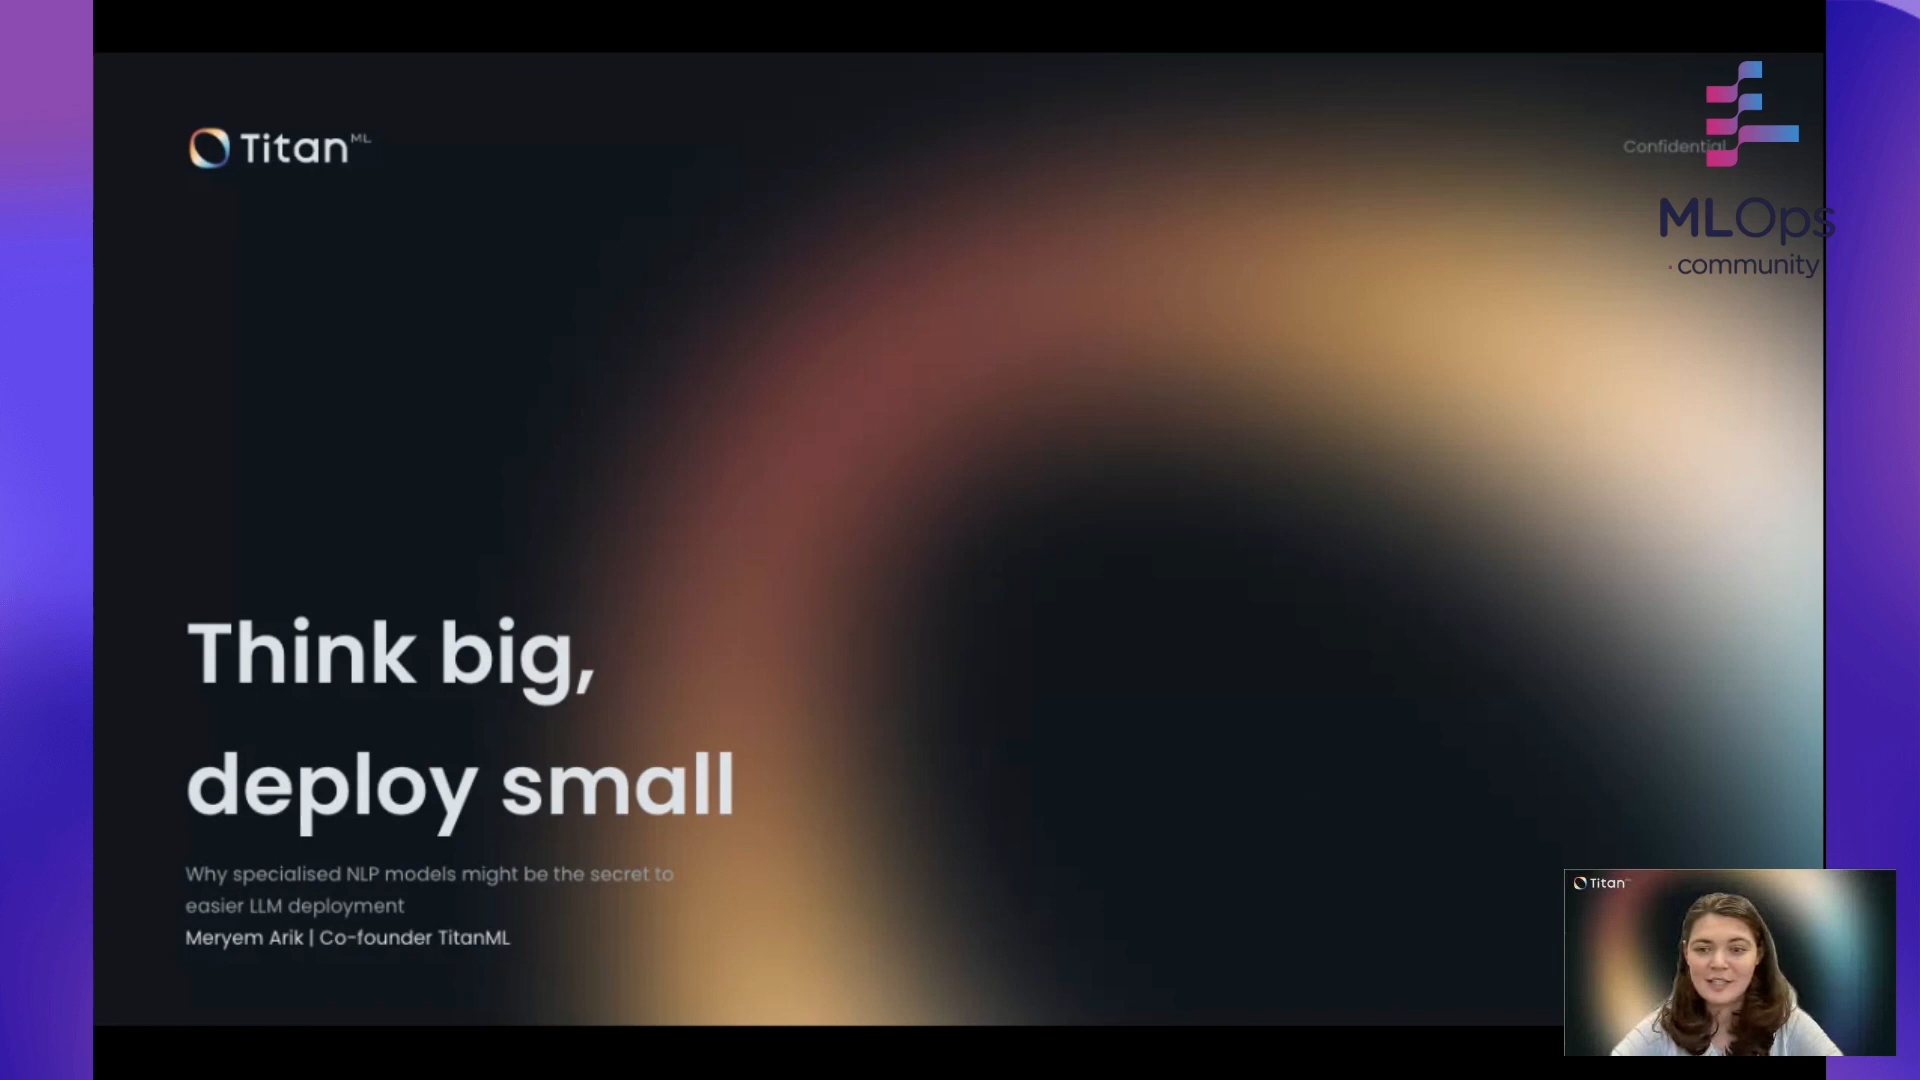 Titan ML
Confidential
MLOps
community
Think big,
deploy small
Why specialised NLP models might be the secret to
easier LLM deployment
Meryem Arik | Co-founder TitanML
Titan